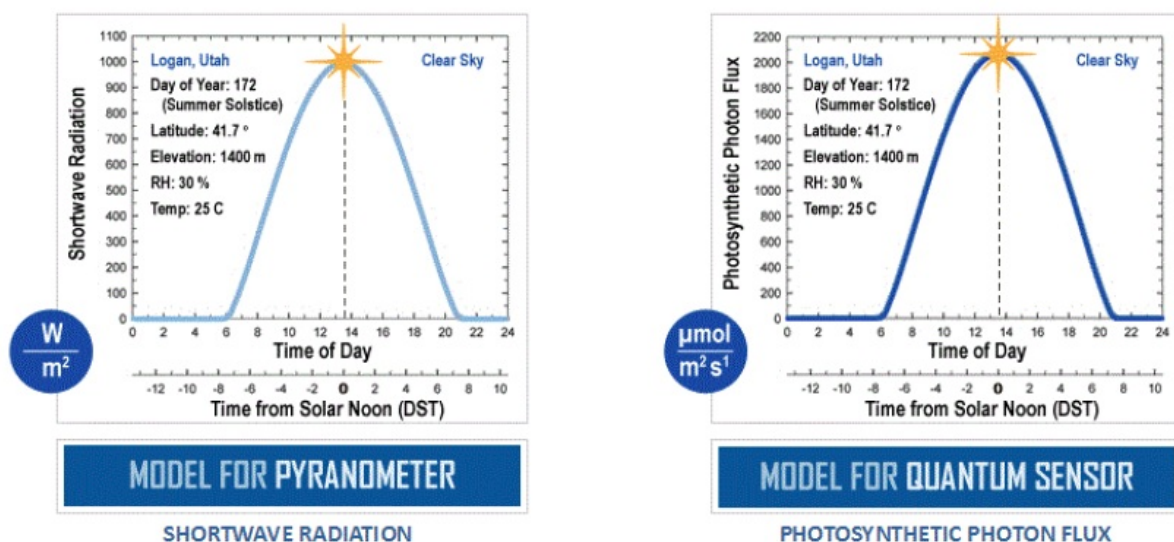 1100
1000
900
800
700
600
500
400
300
200
100
0
Shortwave Radiation
Logan, Utah
Clear Sky
Day of Year: 172
(Summer Solstice)
Latitude: 41.7 °
Elevation: 1400 m
RH: 30 %
Temp: 25 C
0 2 4 6 8 10 12 14 16 18 20 22 24
Time of Day
-12 -10 -8 -6 -4 -2 0 2 4 6 8 10
Time from Solar Noon (DST)
W
m²
MODEL FOR PYRANOMETER
SHORTWAVE RADIATION
2200
2000
1800
1600
1400
1200
1000
800
600
400
200
0
Photosynthetic Photon Flux
Logan, Utah
Clear Sky
Day of Year: 172
(Summer Solstice)
Latitude: 41.7 °
Elevation: 1400 m
RH: 30 %
Temp: 25 C
0 2 4 6 8 10 12 14 16 18 20 22 24
Time of Day
-12 -10 -8 -6 -4 -2 0 2 4 6 8 10
Time from Solar Noon (DST)
µmol
m² s¹
MODEL FOR QUANTUM SENSOR
PHOTOSYNTHETIC PHOTON FLUX